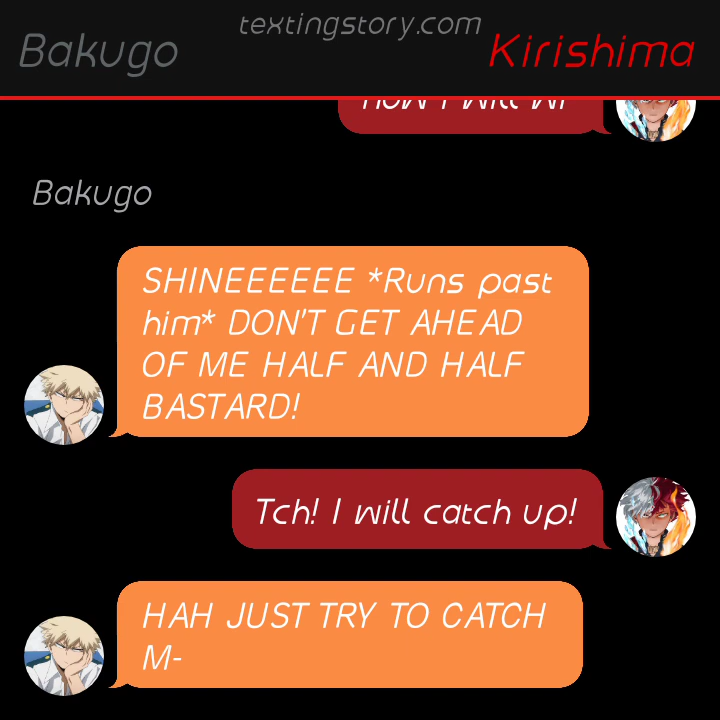 textingstory.com
Bakugo
Kirishima
Bakugo
SHINEEEEEE *Runs past
him* DON'T GET AHEAD
OF ME HALF AND HALF
BASTARD!
Tch! I will catch up!
HAH JUST TRY TO CATCH
M-